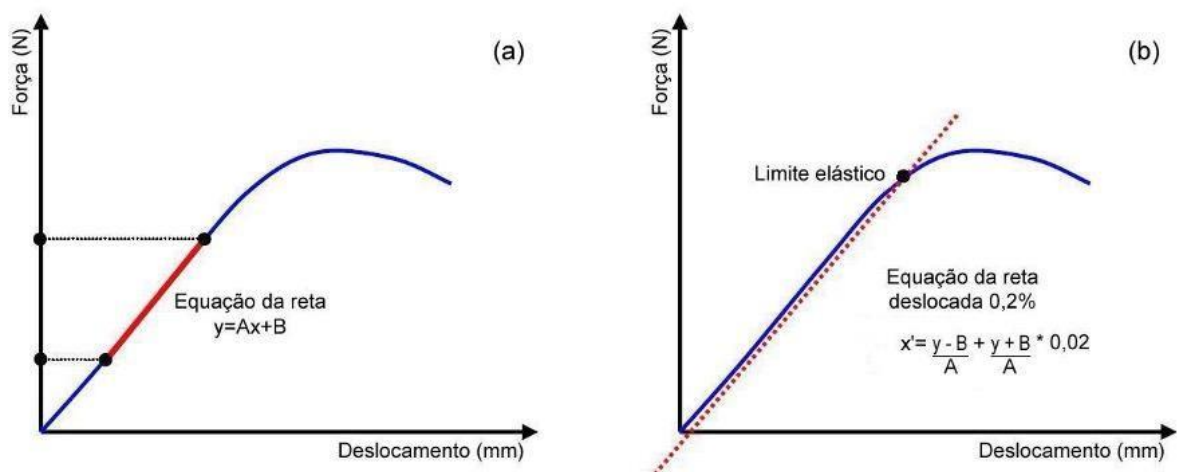 Força (N)
(a)
Equação da reta
y=Ax+B
Deslocamento (mm)
Força (N)
(b)
Limite elástico
Equação da reta
deslocada 0,2%
x'= y - B / A + y + B / A * 0,02
Deslocamento (mm)